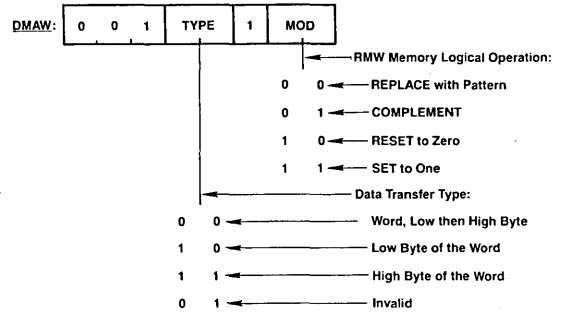 DMAW: 0 0 1 TYPE 1 MOD
RMW Memory Logical Operation:
0 0 REPLACE with Pattern
0 1 COMPLEMENT
1 0 RESET to Zero
1 1 SET to One
Data Transfer Type:
0 0 Word, Low then High Byte
1 0 Low Byte of the Word
1 1 High Byte of the Word
0 1 Invalid